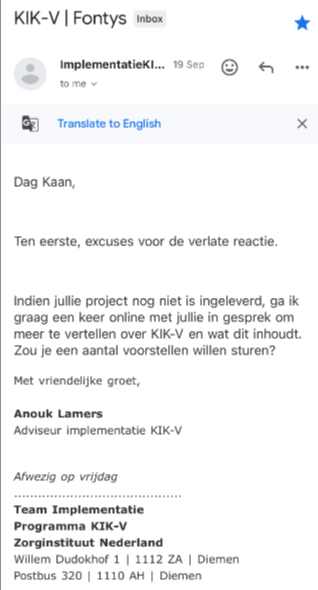 KIK-V | Fontys Inbox
ImplementatieKI... 19 Sep
to me
Translate to English
Dag Kaan,
Ten eerste, excuses voor de verlate reactie.
Indien jullie project nog niet is ingeleverd, ga ik
graag een keer online met jullie in gesprek om
meer te vertellen over KIK-V en wat dit inhoudt.
Zou je een aantal voorstellen willen sturen?
Met vriendelijke groet,
Anouk Lamers
Adviseur implementatie KIK-V
Afwezig op vrijdag
..........................................
Team Implementatie
Programma KIK-V
Zorginstituut Nederland
Willem Dudokhof 1 | 1112 ZA | Diemen
Postbus 320 | 1110 AH | Diemen